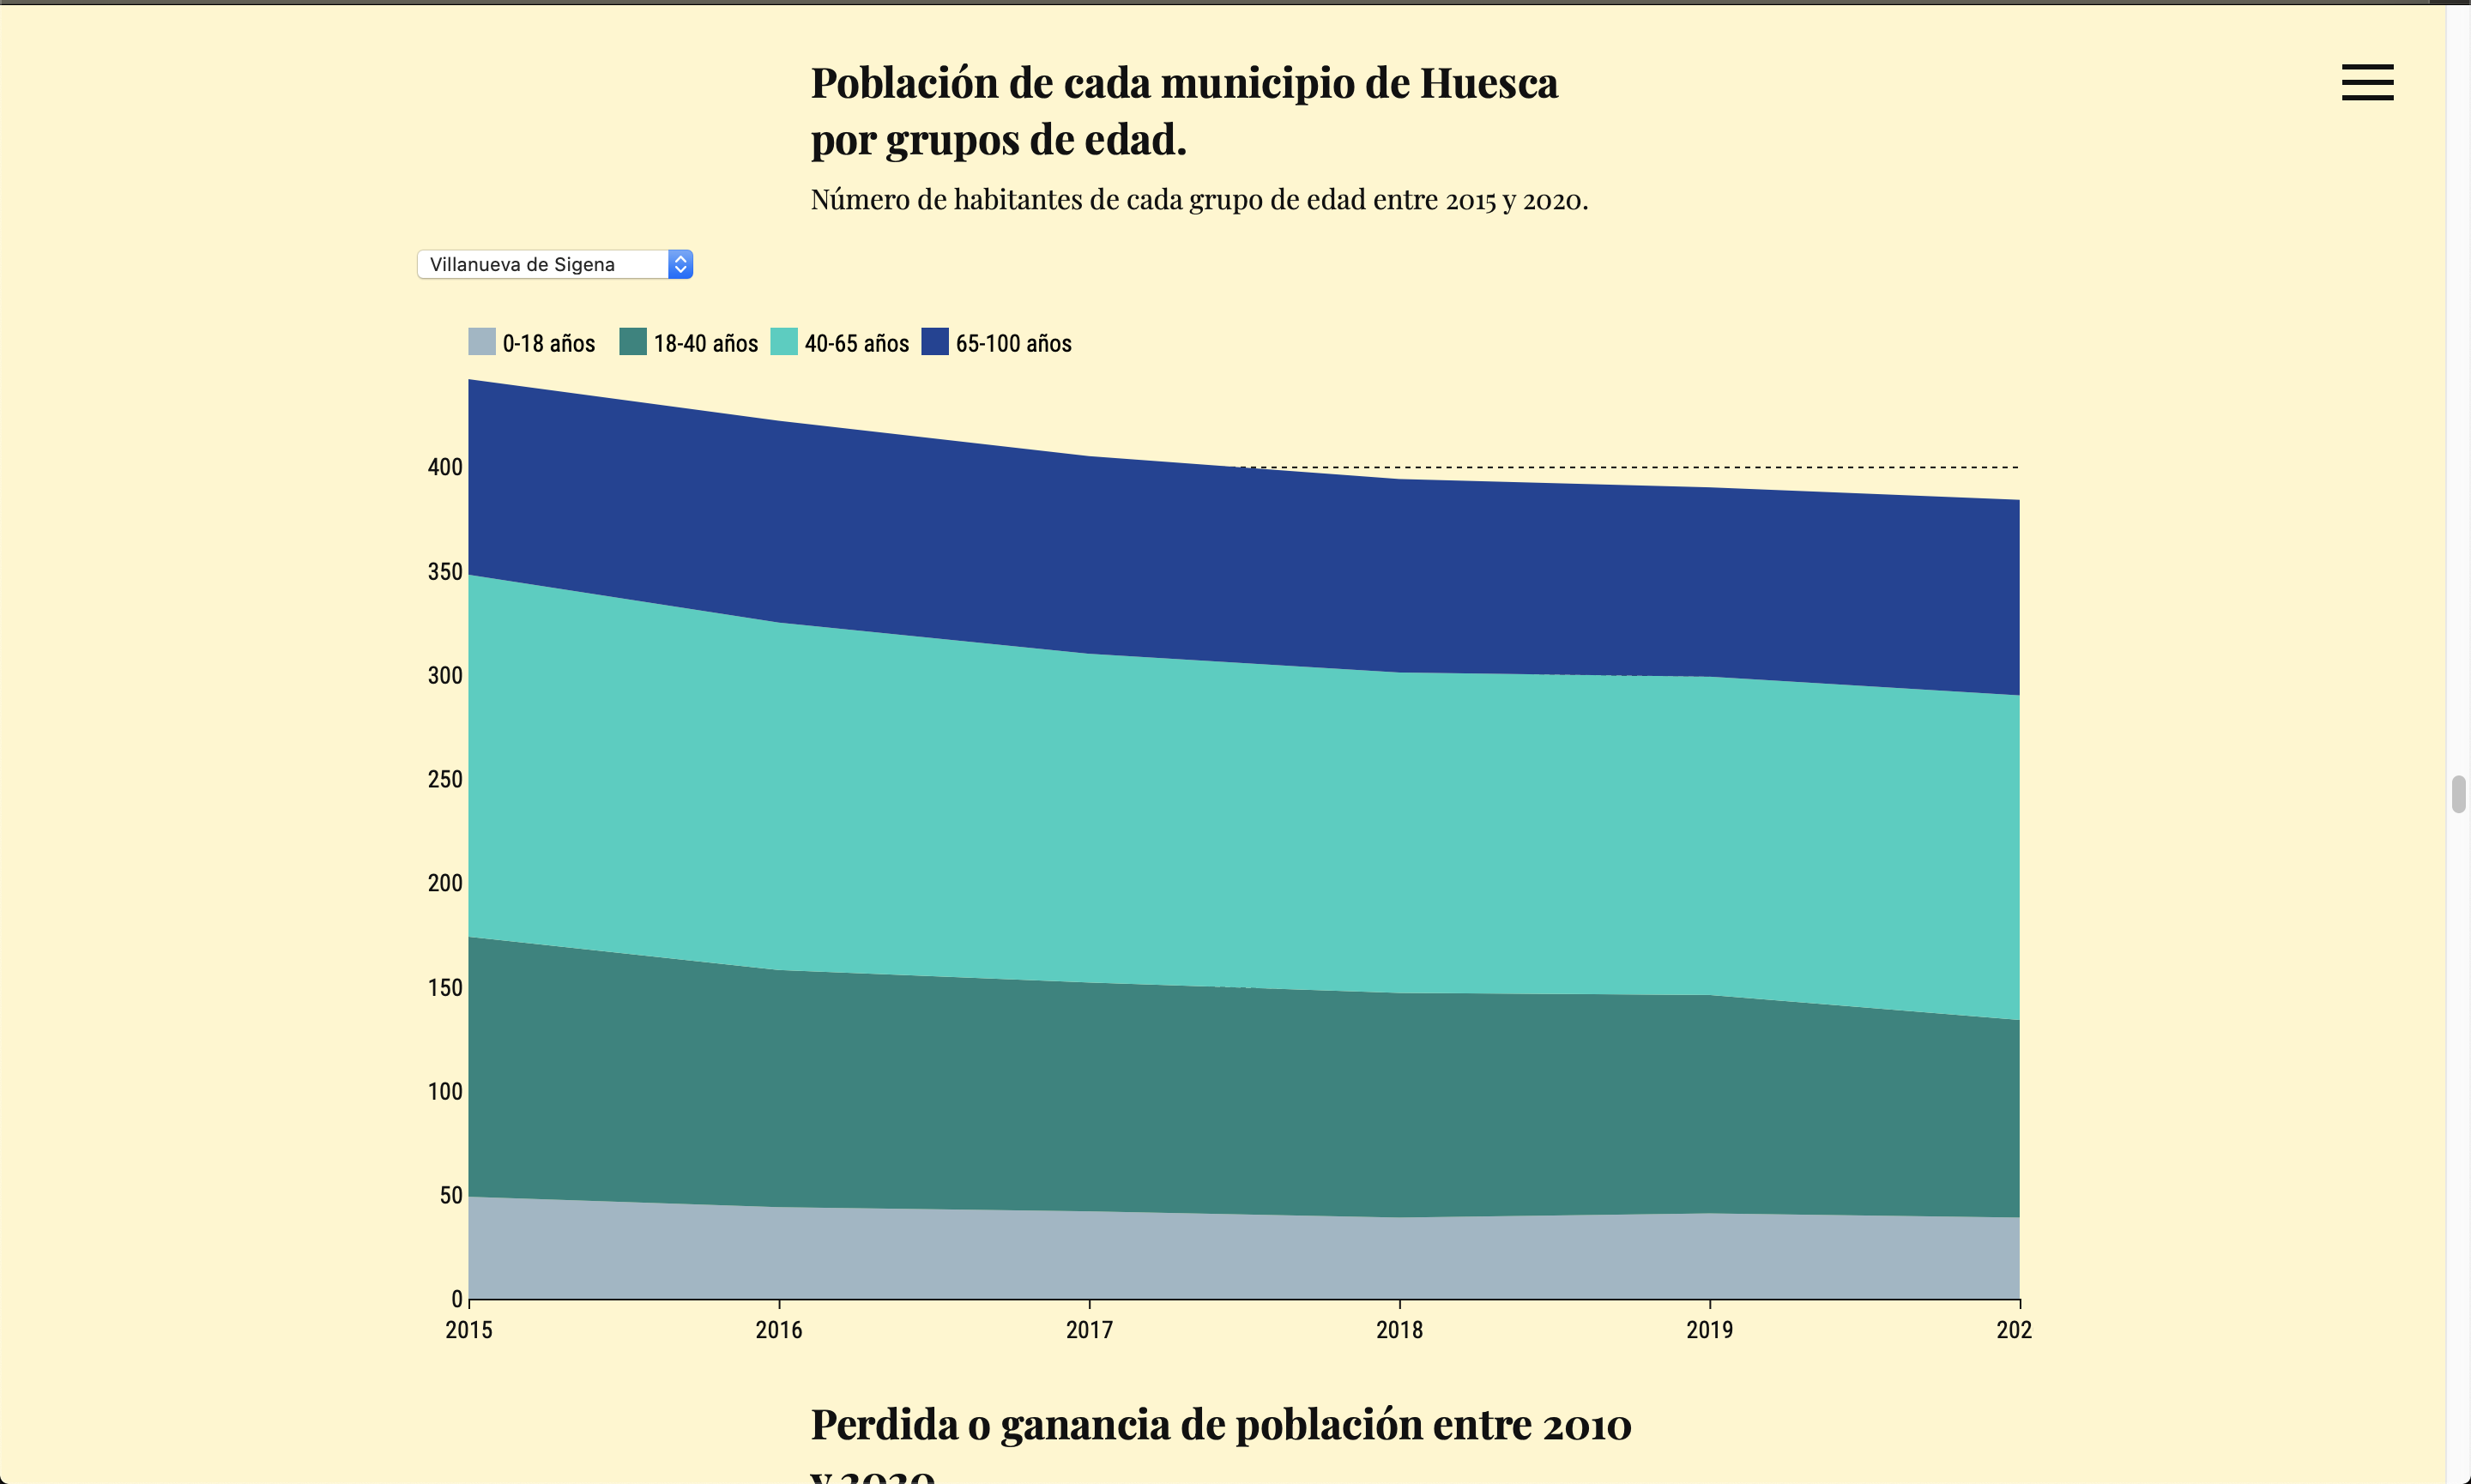 Población de cada municipio de Huesca
por grupos de edad.
Número de habitantes de cada grupo de edad entre 2015 y 2020.
Villanueva de Sigena
0-18 años 18-40 años 40-65 años 65-100 años
400
350
300
250
200
150
100
50
0
2015 2016 2017 2018 2019 202
Perdida o ganancia de población entre 2010
y 2020